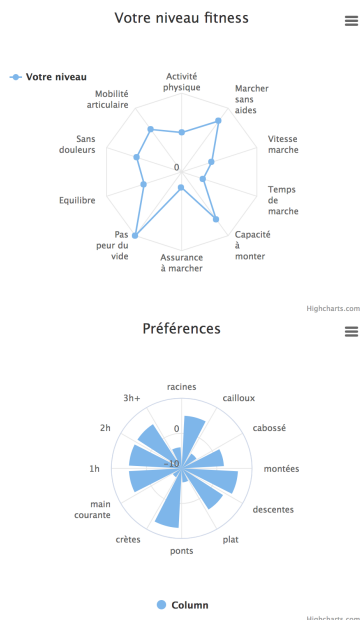 Votre niveau fitness
Votre niveau
Activité
physique
Marcher
sans
aides
Vitesse
marche
Temps
de
marche
Capacité
à
monter
Assurance
à marcher
Pas
peur du
vide
Equilibre
Sans
douleurs
Mobilité
articulaire
0
Highcharts.com
Préférences
racines
cailloux
cabossé
montées
descentes
plat
ponts
crètes
main
courante
1h
2h
3h+
0
-10
Column
Highcharts.com